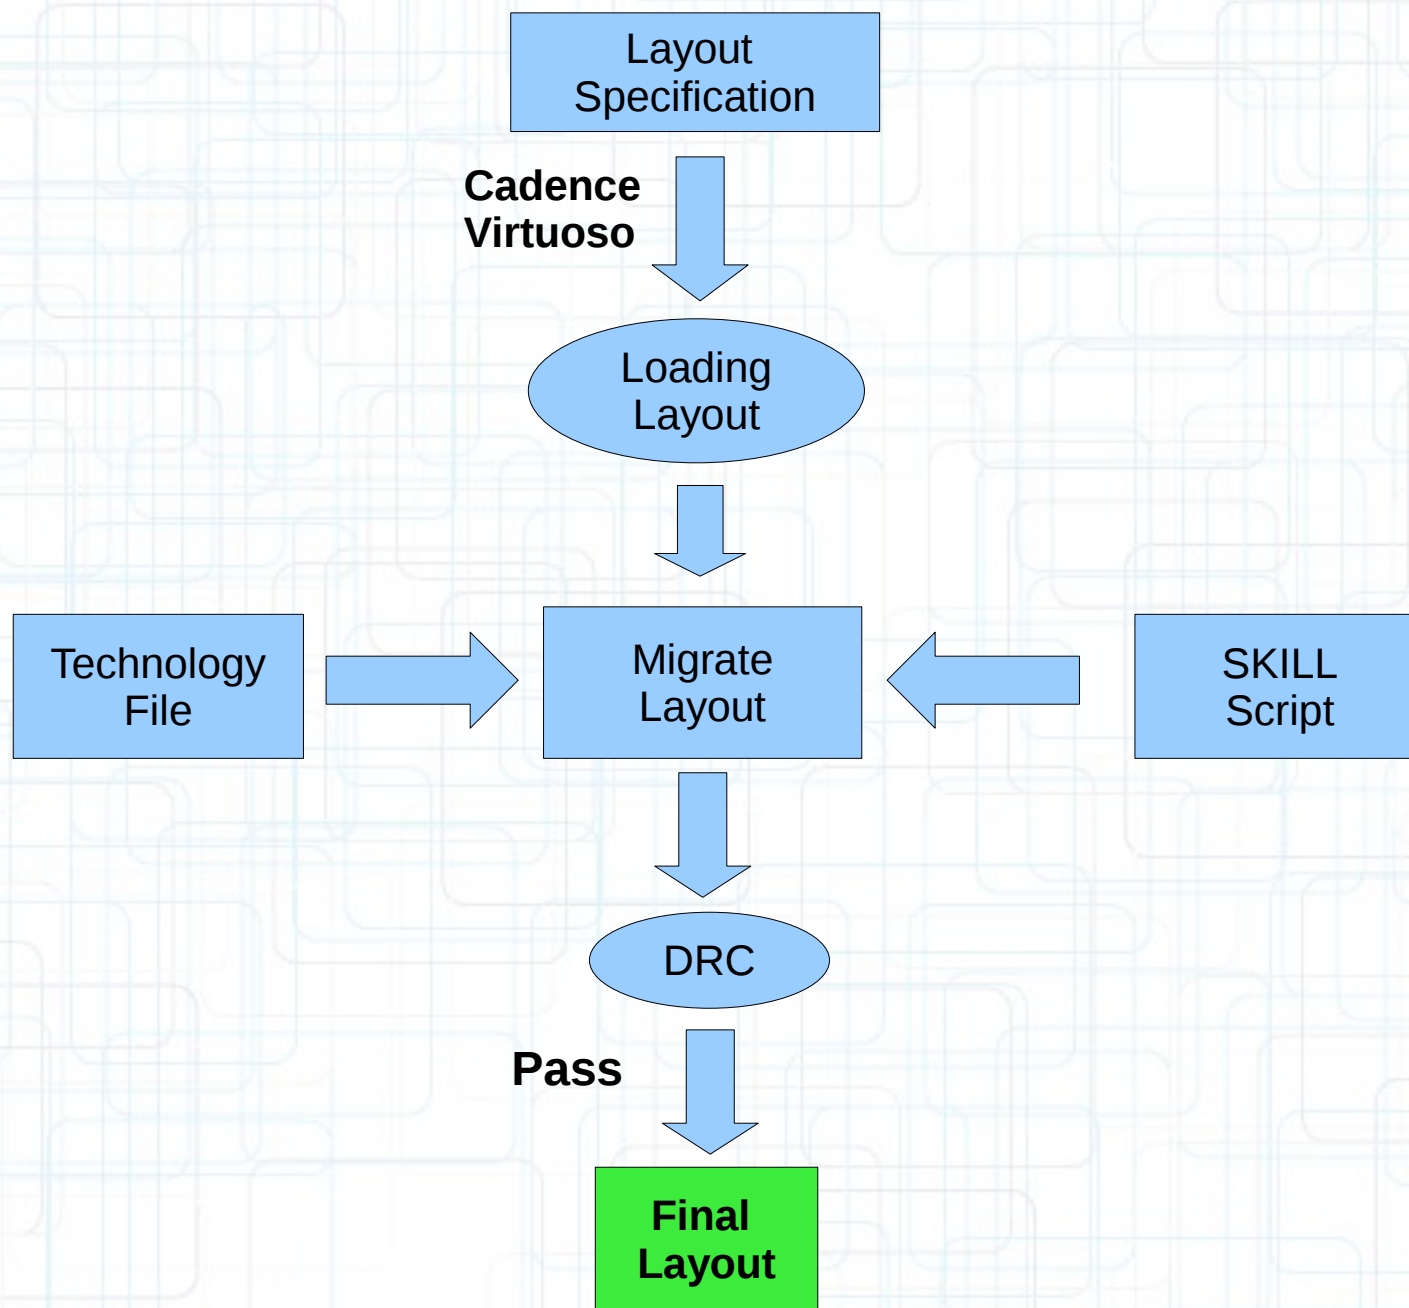 Layout
Specification
Cadence
Virtuoso
Loading
Layout
Technology
File
Migrate
Layout
SKILL
Script
DRC
Pass
Final
Layout